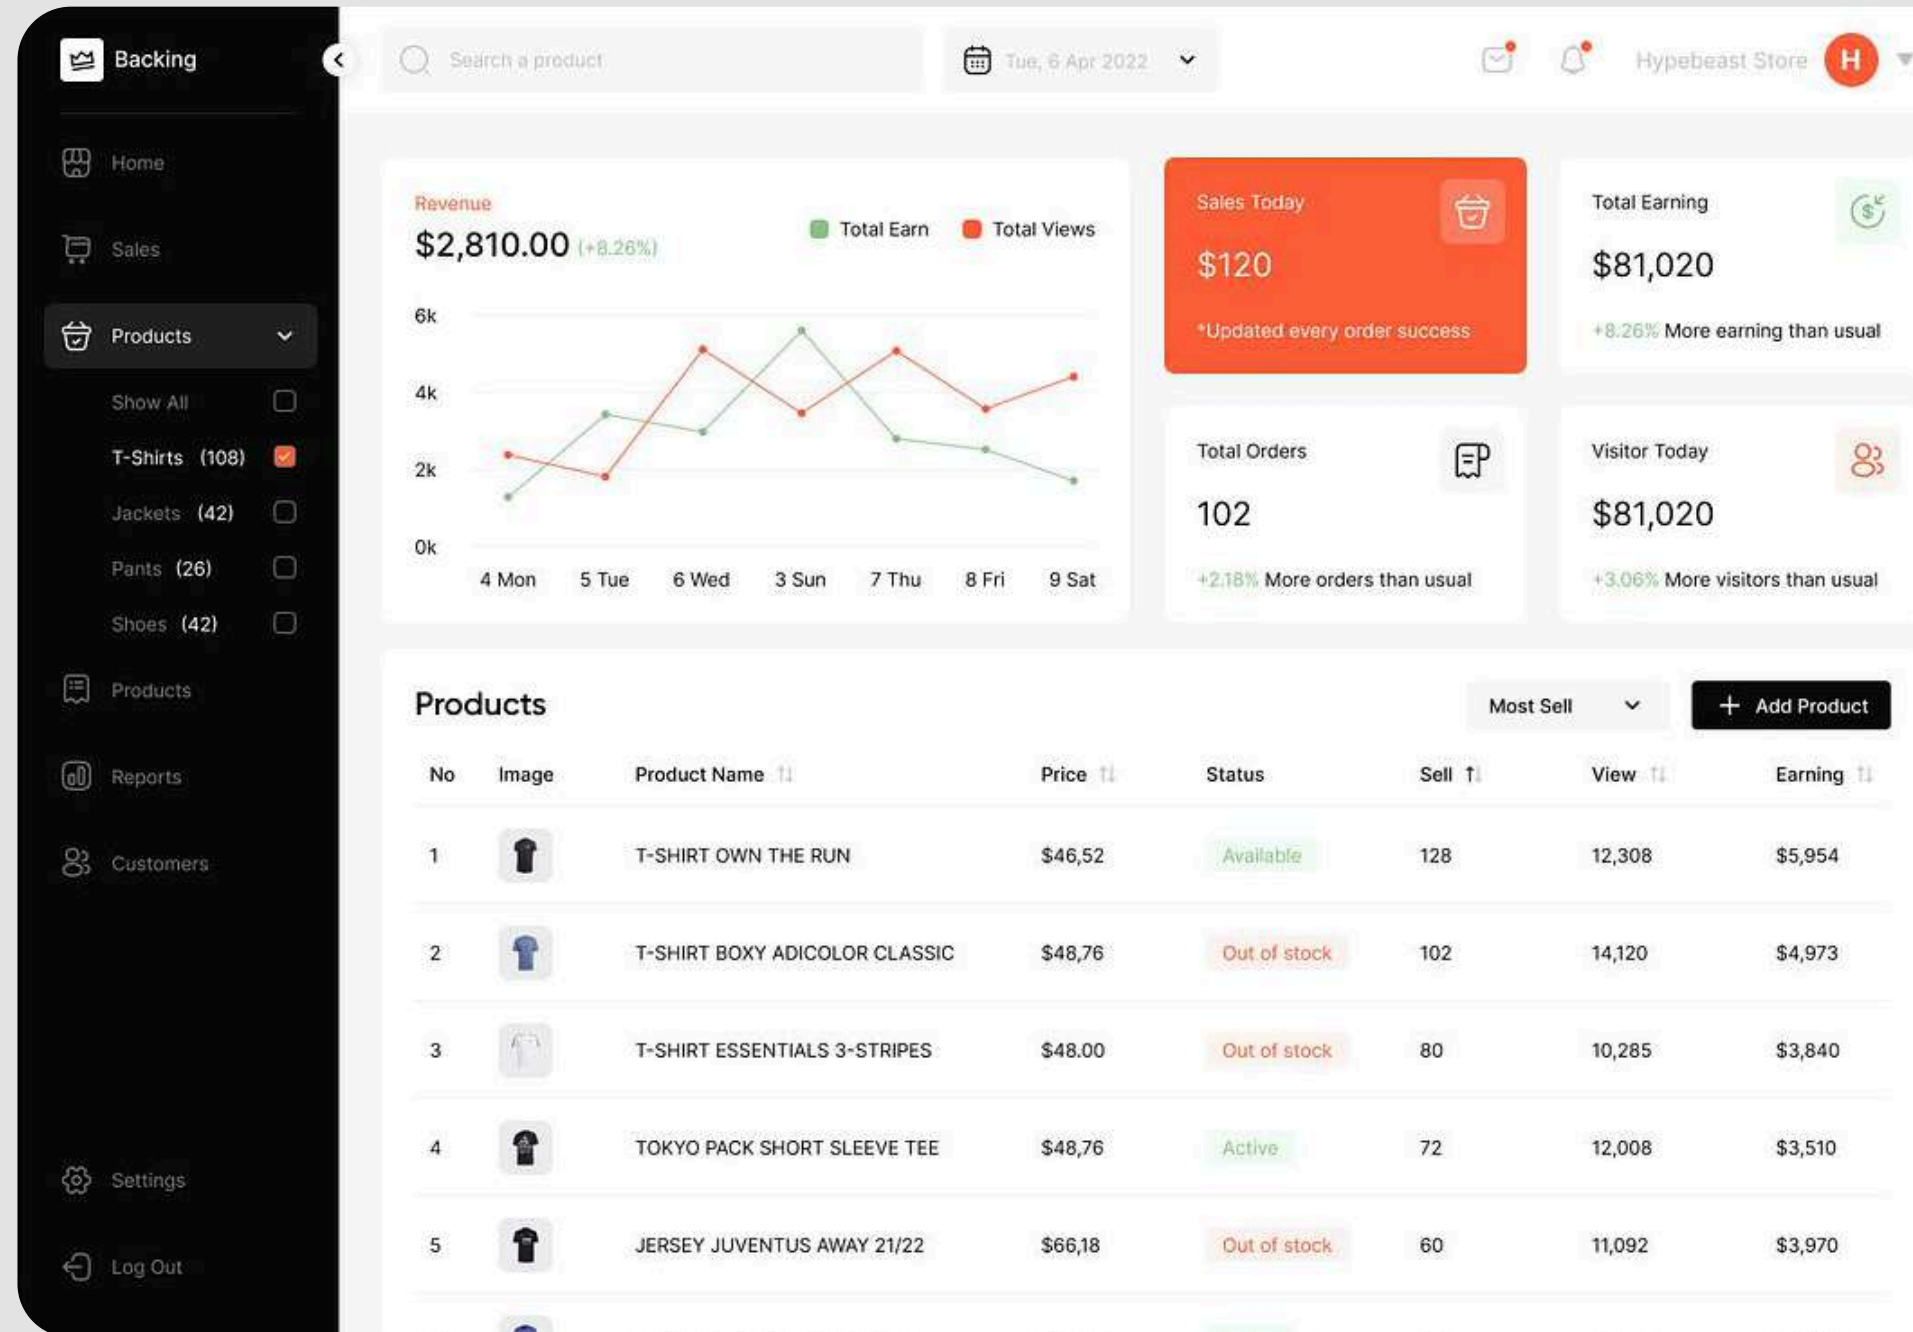 Backing
Home
Sales
Products
Show All
T-Shirts (108)
Jackets (42)
Pants (26)
Shoes (42)
Products
Reports
Customers
Settings
Log Out
Search a product
Tue, 6 Apr 2022
Hypebeast Store H
Revenue
$2,810.00 (+8.26%)
Total Earn Total Views
6k
4k
2k
0k
4 Mon 5 Tue 6 Wed 3 Sun 7 Thu 8 Fri 9 Sat
Sales Today
$120
*Updated every order success
Total Earning
$81,020
+8.26% More earning than usual
Total Orders
102
+2.18% More orders than usual
Visitor Today
$81,020
+3.06% More visitors than usual
Products
Most Sell
Add Product
No Image Product Name Price Status Sell View Earning
1 T-SHIRT OWN THE RUN $46,52 Available 128 12,308 $5,954
2 T-SHIRT BOXY ADICOLOR CLASSIC $48,76 Out of stock 102 14,120 $4,973
3 T-SHIRT ESSENTIALS 3-STRIPES $48.00 Out of stock 80 10,285 $3,840
4 TOKYO PACK SHORT SLEEVE TEE $48,76 Active 72 12,008 $3,510
5 JERSEY JUVENTUS AWAY 21/22 $66,18 Out of stock 60 11,092 $3,970